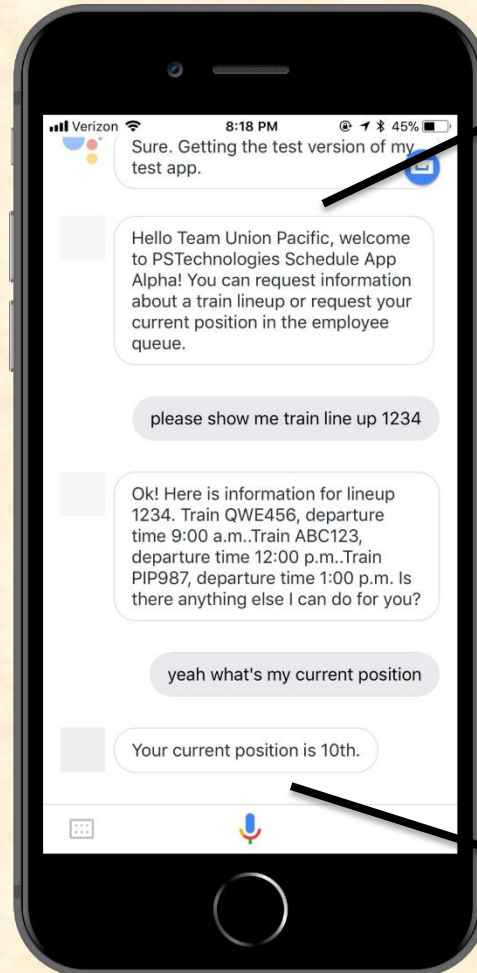 Verizon 8:18 PM 45%
Sure. Getting the test version of my
test app.
Hello Team Union Pacific, welcome
to PSTechnologies Schedule App
Alpha! You can request information
about a train lineup or request your
current position in the employee
queue.
please show me train line up 1234
Ok! Here is information for lineup
1234. Train QWE456, departure
time 9:00 a.m..Train ABC123,
departure time 12:00 p.m..Train
PIP987, departure time 1:00 p.m. Is
there anything else I can do for you?
yeah what's my current position
Your current position is 10th.